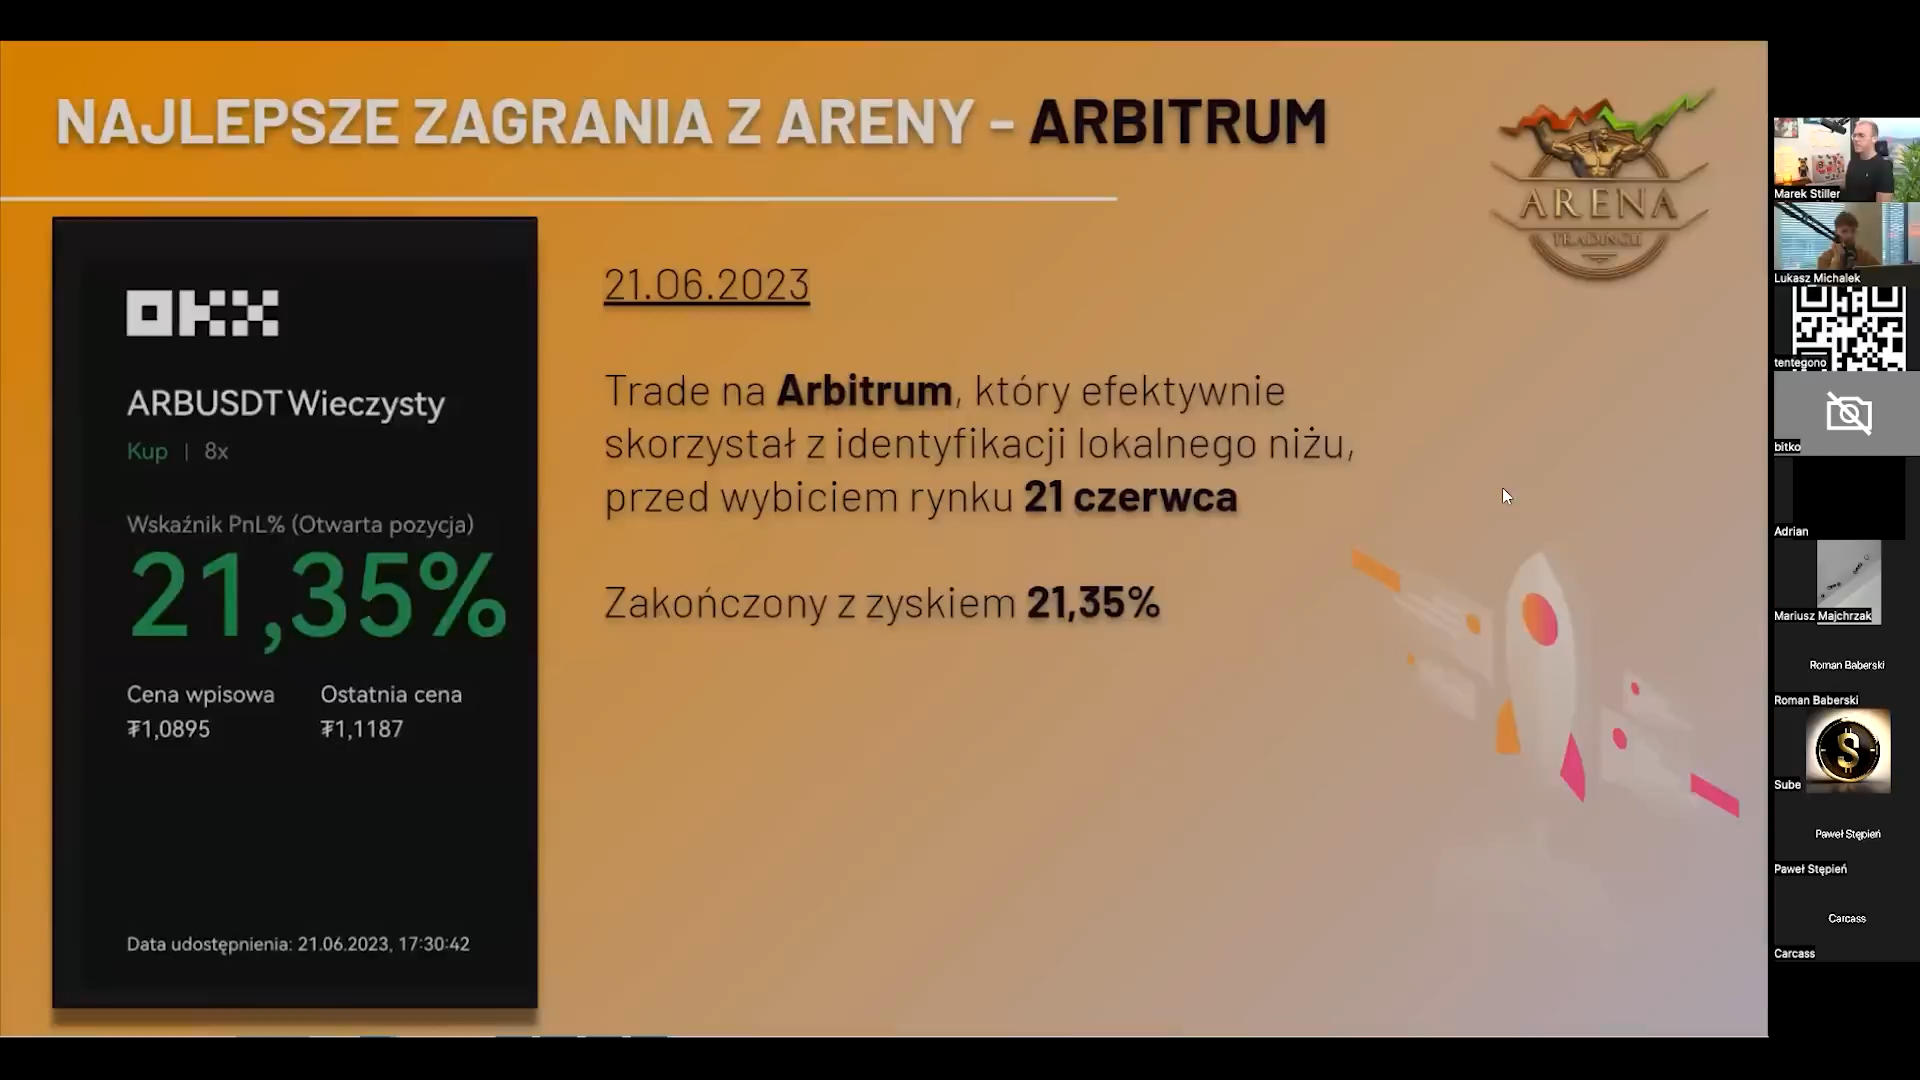 NAJLEPSZE ZAGRANIA Z ARENY - ARBITRUM
ARENA
TRADINGU
OKX
ARBUSDT Wieczysty
Kup | 8x
Wskaźnik PnL% (Otwarta pozycja)
21,35%
Cena wpisowa Ostatnia cena
₮1,0895 ₮1,1187
Data udostępnienia: 21.06.2023, 17:30:42
21.06.2023
Trade na Arbitrum, który efektywnie
skorzystał z identyfikacji lokalnego niżu,
przed wybiciem rynku 21 czerwca
Zakończony z zyskiem 21,35%
Marek Stiller
Lukasz Michalek
tentegono
bitko
Adrian
Mariusz Majchrzak
Roman Baberski
Roman Baberski
Sube
Paweł Stępień
Paweł Stępień
Carcass
Carcass